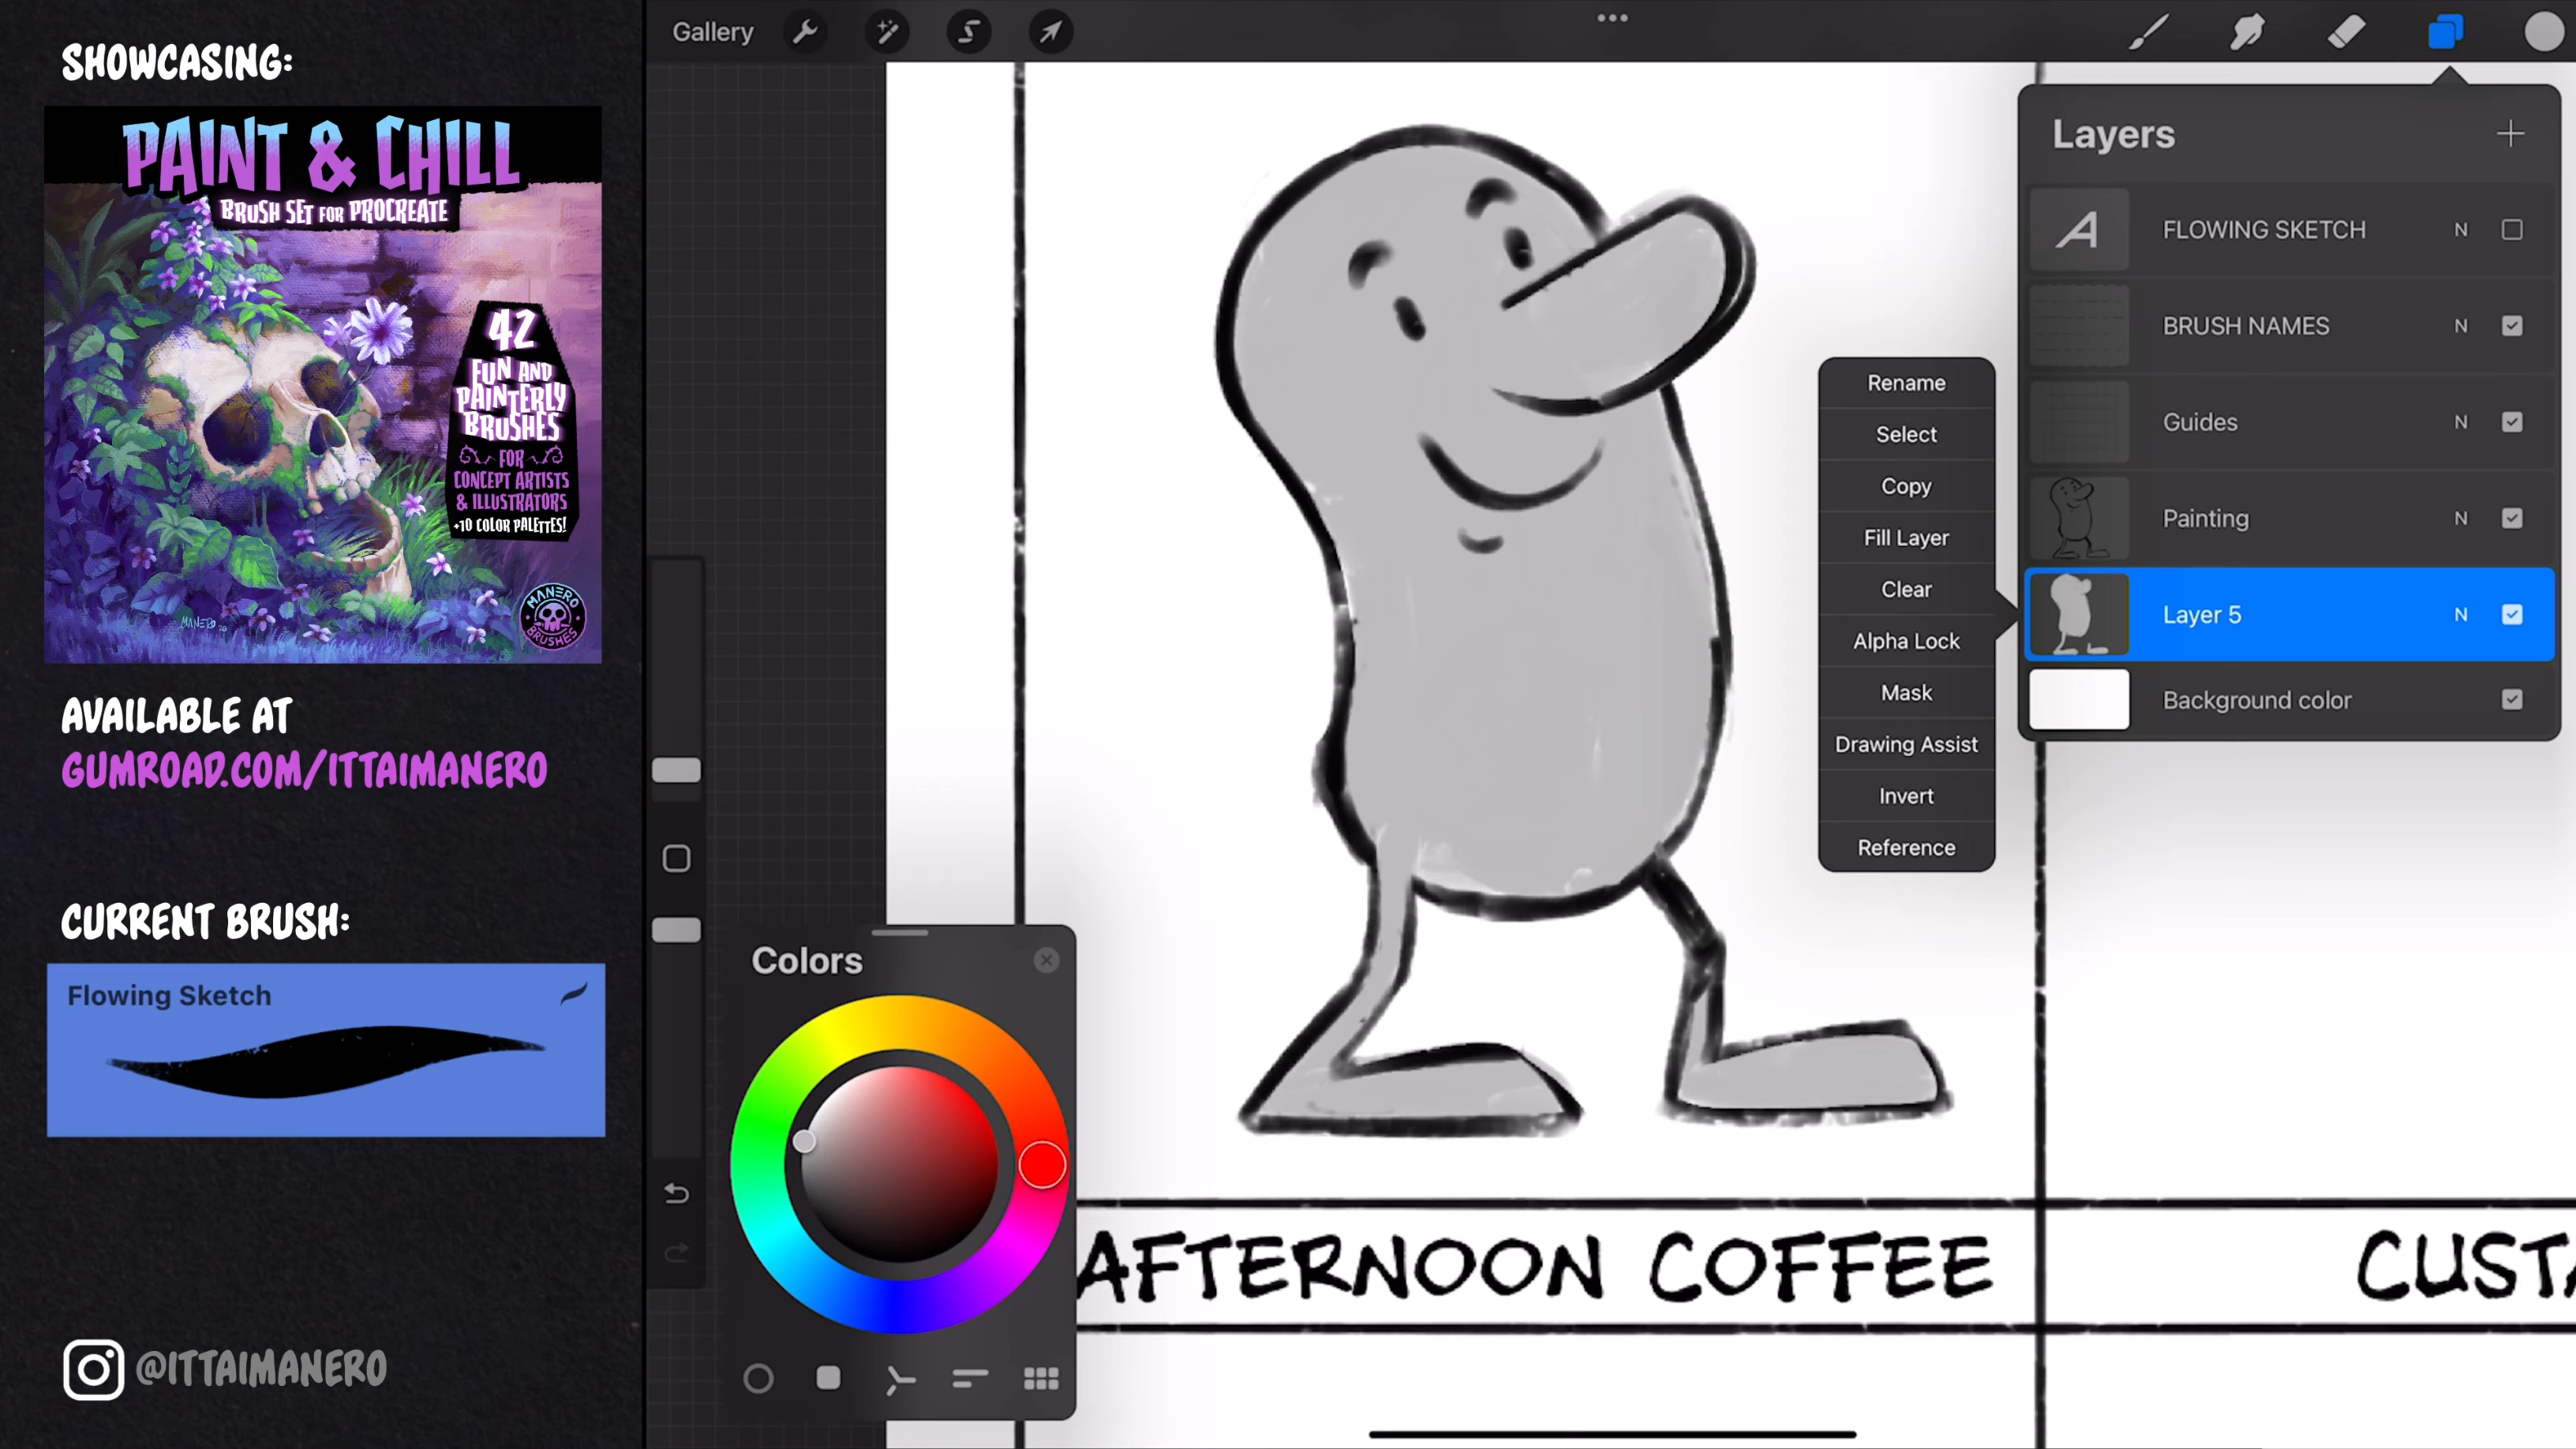 SHOWCASING:
PAINT & CHILL
BRUSH SET FOR PROCREATE
42
FUN AND
PAINTERLY
BRUSHES
FOR
CONCEPT ARTISTS
& ILLUSTRATORS
+10 COLOR PALETTES!
MANERO
BRUSHES
AVAILABLE AT
GUMROAD.COM/ITTAIMANERO
CURRENT BRUSH:
Flowing Sketch
@ITTAIMANERO
Gallery
Layers
A
FLOWING SKETCH N
BRUSH NAMES N
Guides N
Painting N
Layer 5 N
Background color
Rename
Select
Copy
Fill Layer
Clear
Alpha Lock
Mask
Drawing Assist
Invert
Reference
Colors
AFTERNOON COFFEE